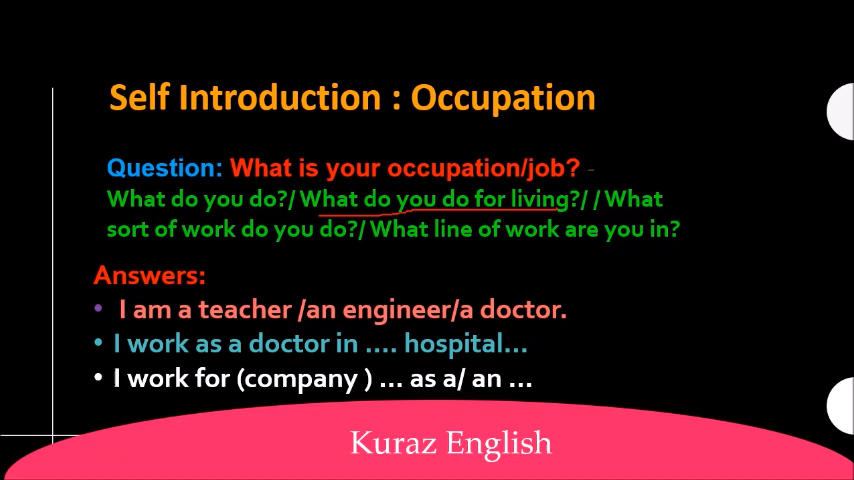 Self Introduction : Occupation
Question: What is your occupation/job? -
What do you do?/ What do you do for living?/ / What
sort of work do you do?/ What line of work are you in?
Answers:
• I am a teacher /an engineer/a doctor.
• I work as a doctor in .... hospital...
• I work for (company ) ... as a/ an ...
Kuraz English